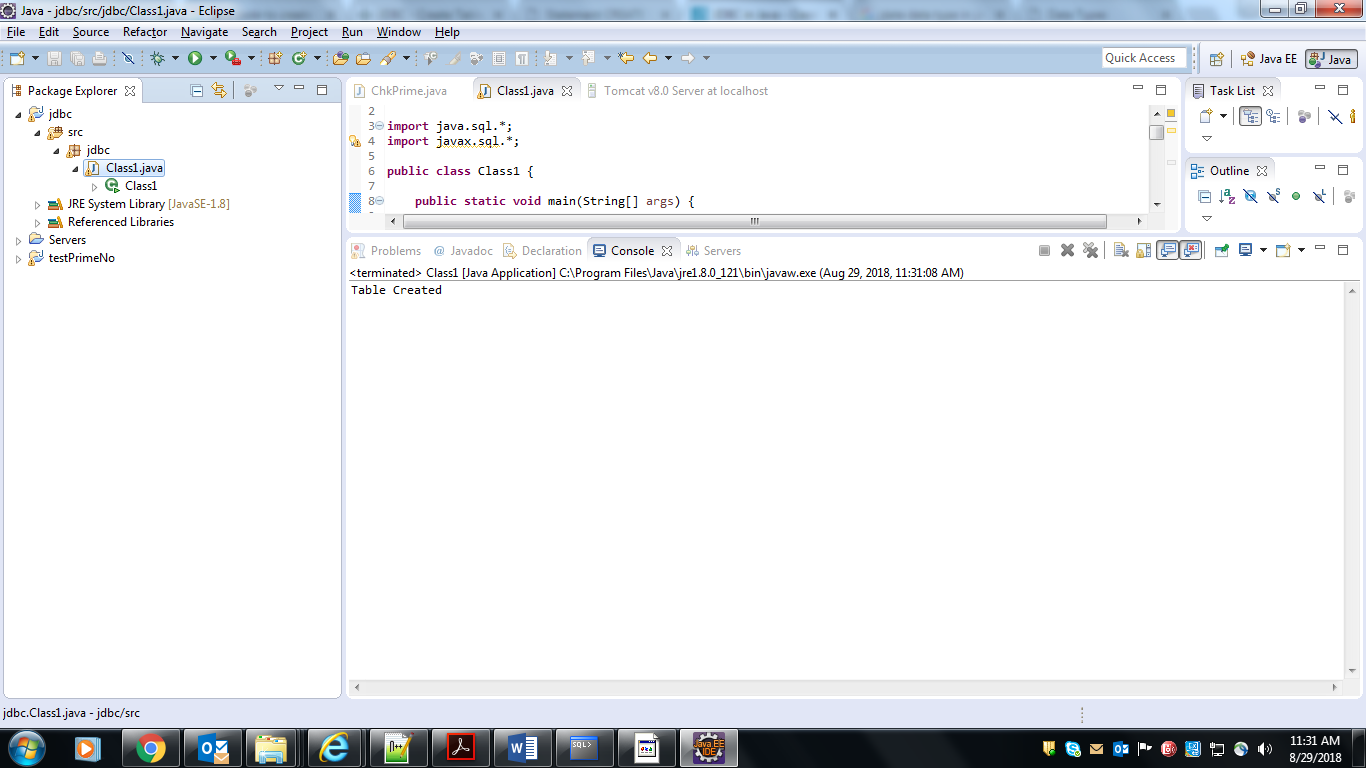 Java - jdbc/src/jdbc/Class1.java - Eclipse
File Edit Source Refactor Navigate Search Project Run Window Help
Quick Access
Java EE
Java
Package Explorer
jdbc
src
jdbc
Class1.java
Class1
JRE System Library [JavaSE-1.8]
Referenced Libraries
Servers
testPrimeNo
ChkPrime.java
Class1.java
Tomcat v8.0 Server at localhost
2
3 import java.sql.*;
4 import javax.sql.*;
5
6 public class Class1 {
7
8 public static void main(String[] args) {
Task List
Outline
Problems
@ Javadoc
Declaration
Console
Servers
<terminated> Class1 [Java Application] C:\Program Files\Java\jre1.8.0_121\bin\javaw.exe (Aug 29, 2018, 11:31:08 AM)
Table Created
jdbc.Class1.java - jdbc/src
SQL>
Java EE
IDE
11:31 AM
8/29/2018